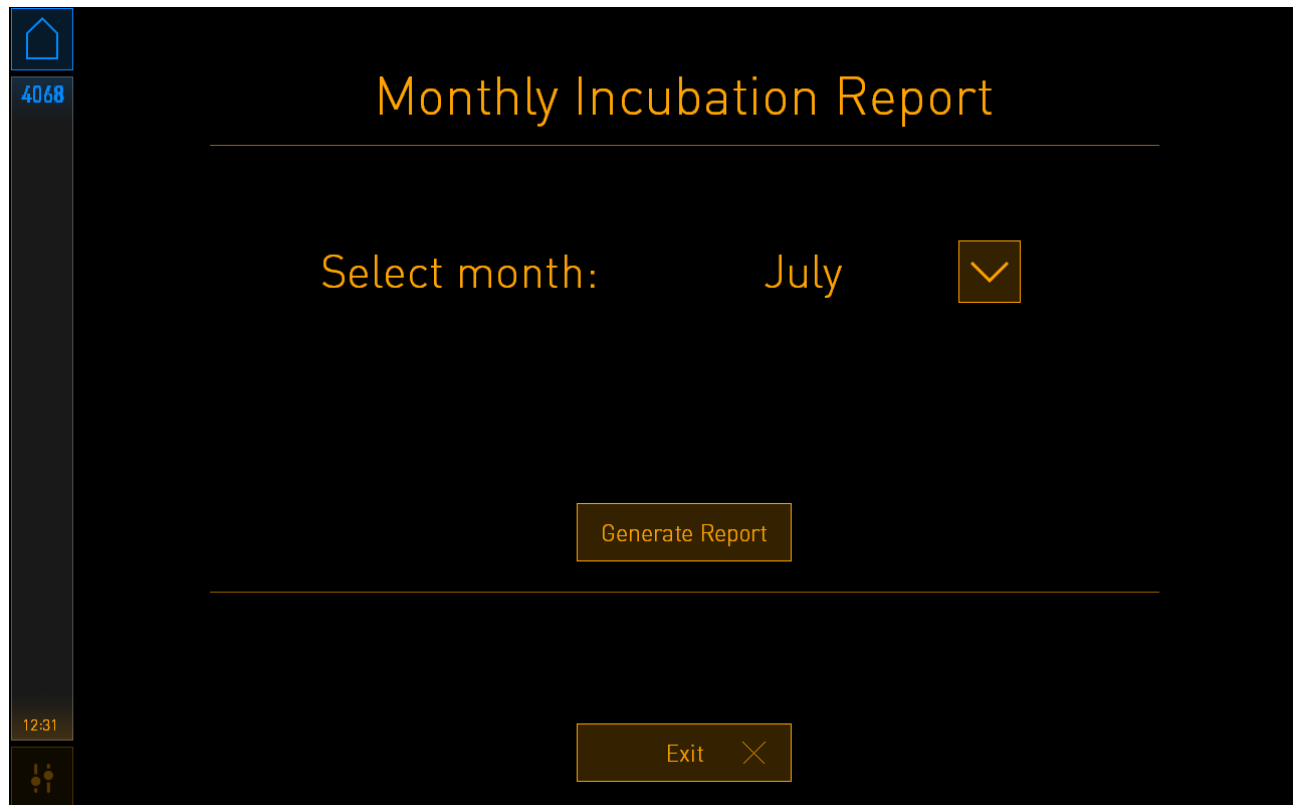 4068
Monthly Incubation Report
Select month: July
Generate Report
12:31
Exit